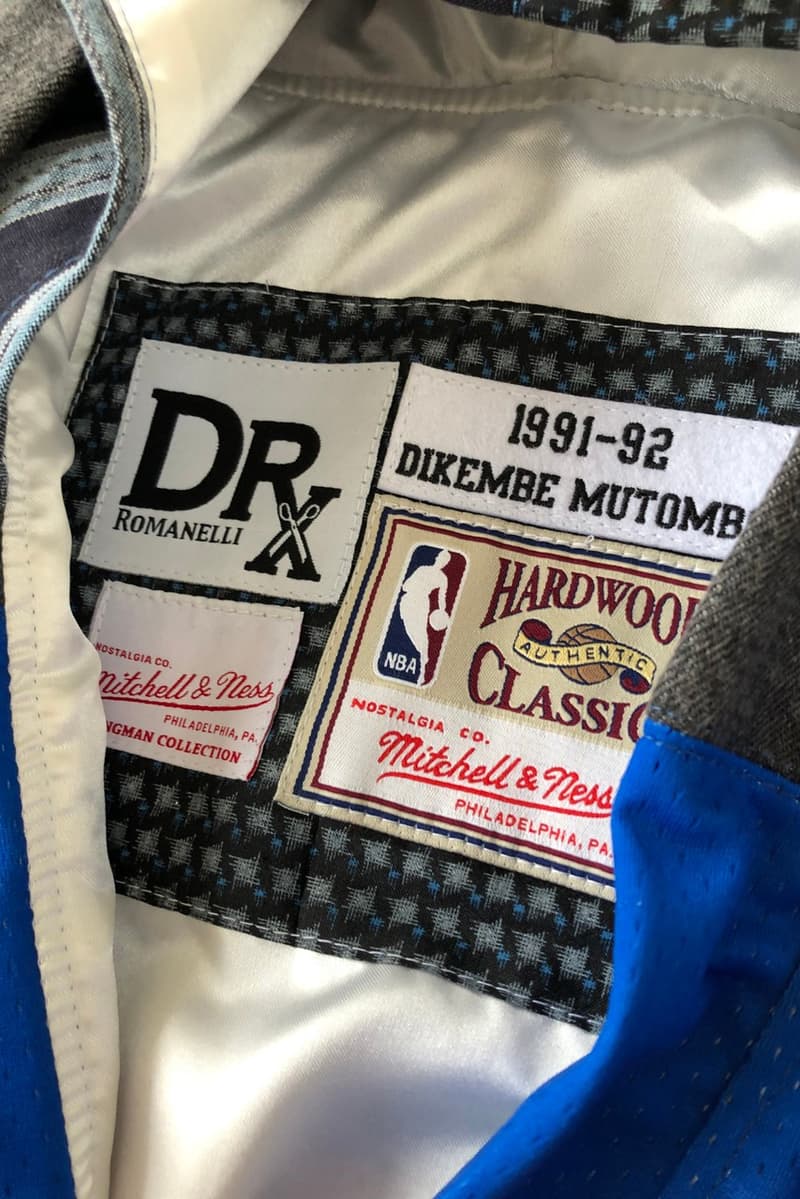 DRX
ROMANELLI
1991-92
DIKEMBE MUTOMB
NBA
HARDWOO
AUTHENTIC
CLASSIC
NOSTALGIA CO.
Mitchell & Ness
PHILADELPHIA, PA.
NOSTALGIA CO.
Mitchell & Ness
PHILADELPHIA, PA.
NGMAN COLLECTION